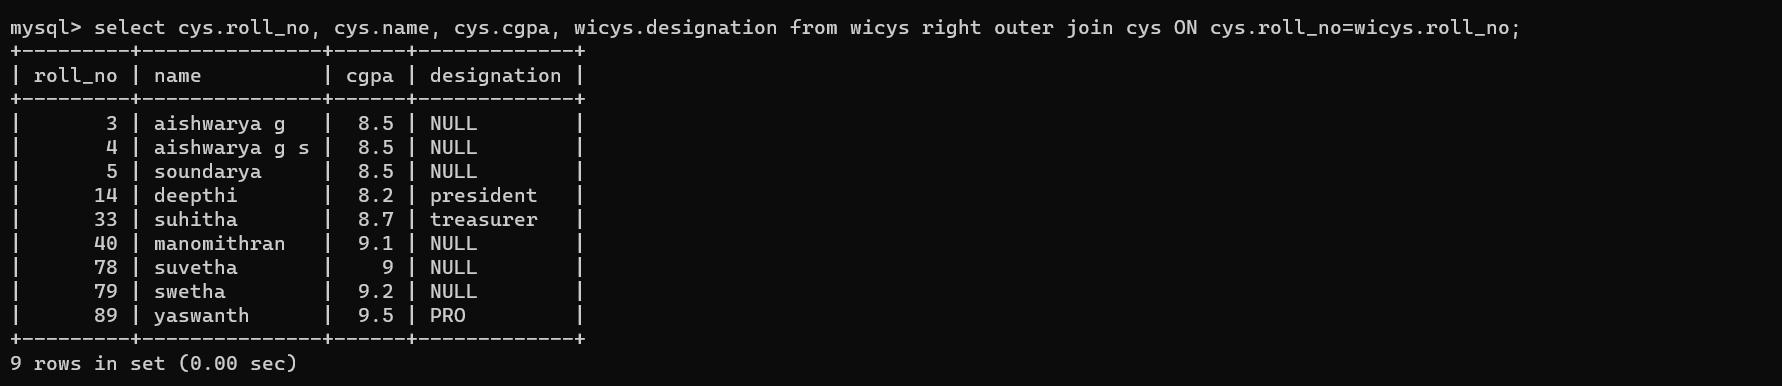 mysql> select cys.roll_no, cys.name, cys.cgpa, wicys.designation from wicys right outer join cys ON cys.roll_no=wicys.roll_no;
+---------+---------------+------+-------------+
| roll_no | name          | cgpa | designation |
+---------+---------------+------+-------------+
|       3 | aishwarya g   |  8.5 | NULL        |
|       4 | aishwarya g s |  8.5 | NULL        |
|       5 | soundarya     |  8.5 | NULL        |
|      14 | deepthi       |  8.2 | president   |
|      33 | suhitha       |  8.7 | treasurer   |
|      40 | manomithran   |  9.1 | NULL        |
|      78 | suvetha       |    9 | NULL        |
|      79 | swetha        |  9.2 | NULL        |
|      89 | yaswanth      |  9.5 | PRO         |
+---------+---------------+------+-------------+
9 rows in set (0.00 sec)